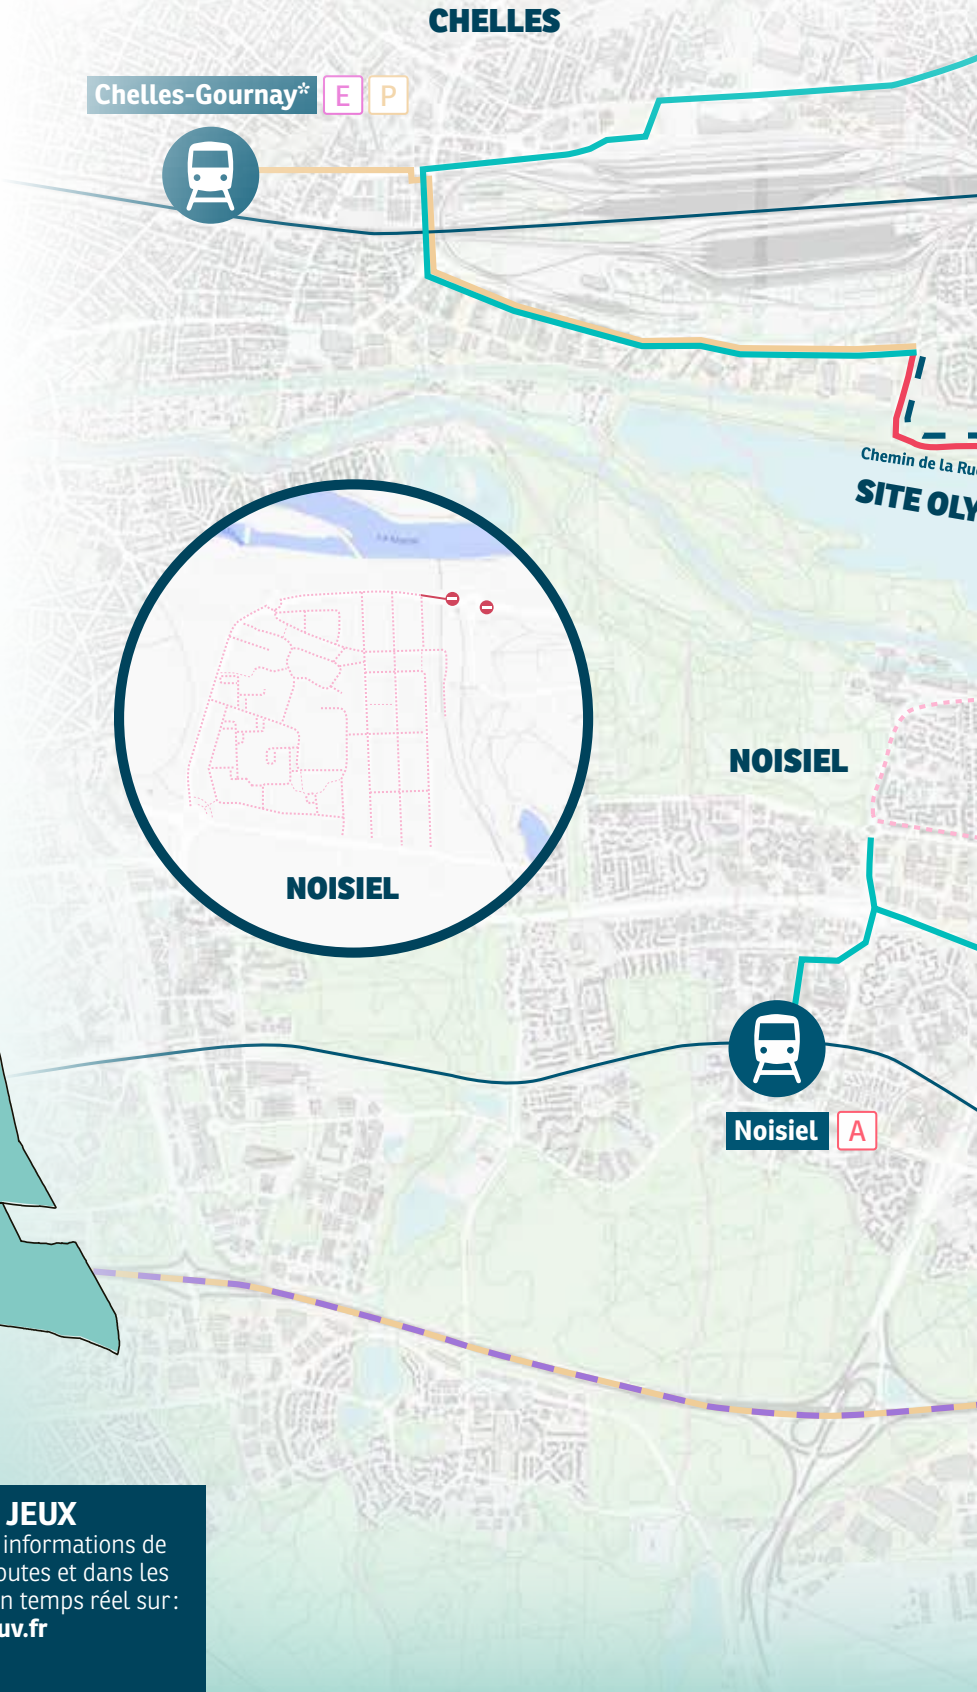 CHELLES
Chelles-Gournay* E P
Chemin de la Ru
SITE OLY
La Marne
NOISIEL
NOISIEL
Noisiel A
JEUX
informations de
outes et dans les
n temps réel sur :
uv.fr